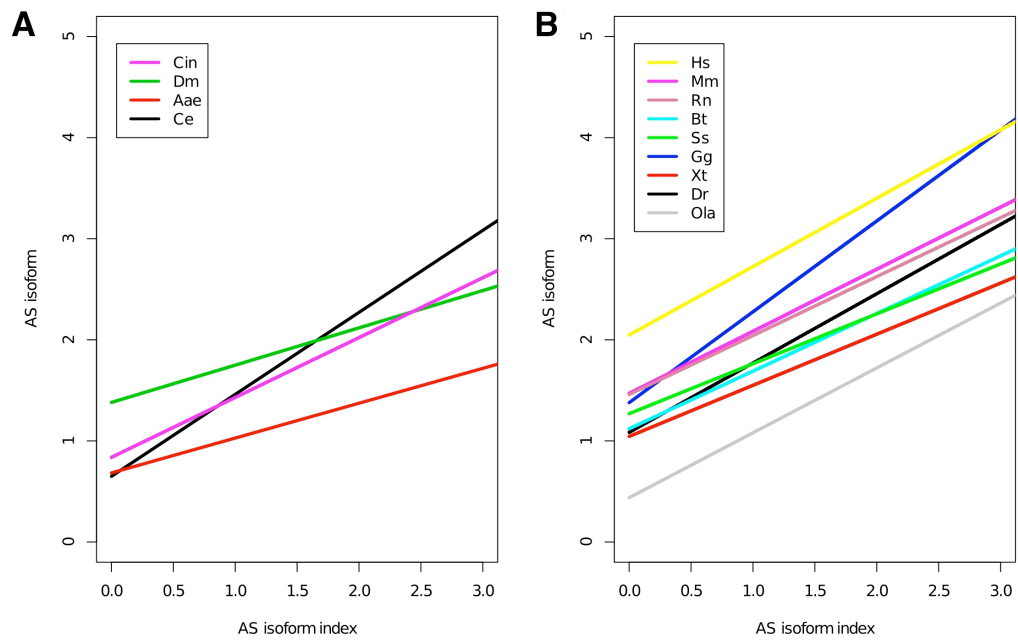 A
5
4
3
2
1
0
AS isoform
Cin
Dm
Aae
Ce
0.0 0.5 1.0 1.5 2.0 2.5 3.0
AS isoform index
B
5
4
3
2
1
0
AS isoform
Hs
Mm
Rn
Bt
Ss
Gg
Xt
Dr
Ola
0.0 0.5 1.0 1.5 2.0 2.5 3.0
AS isoform index